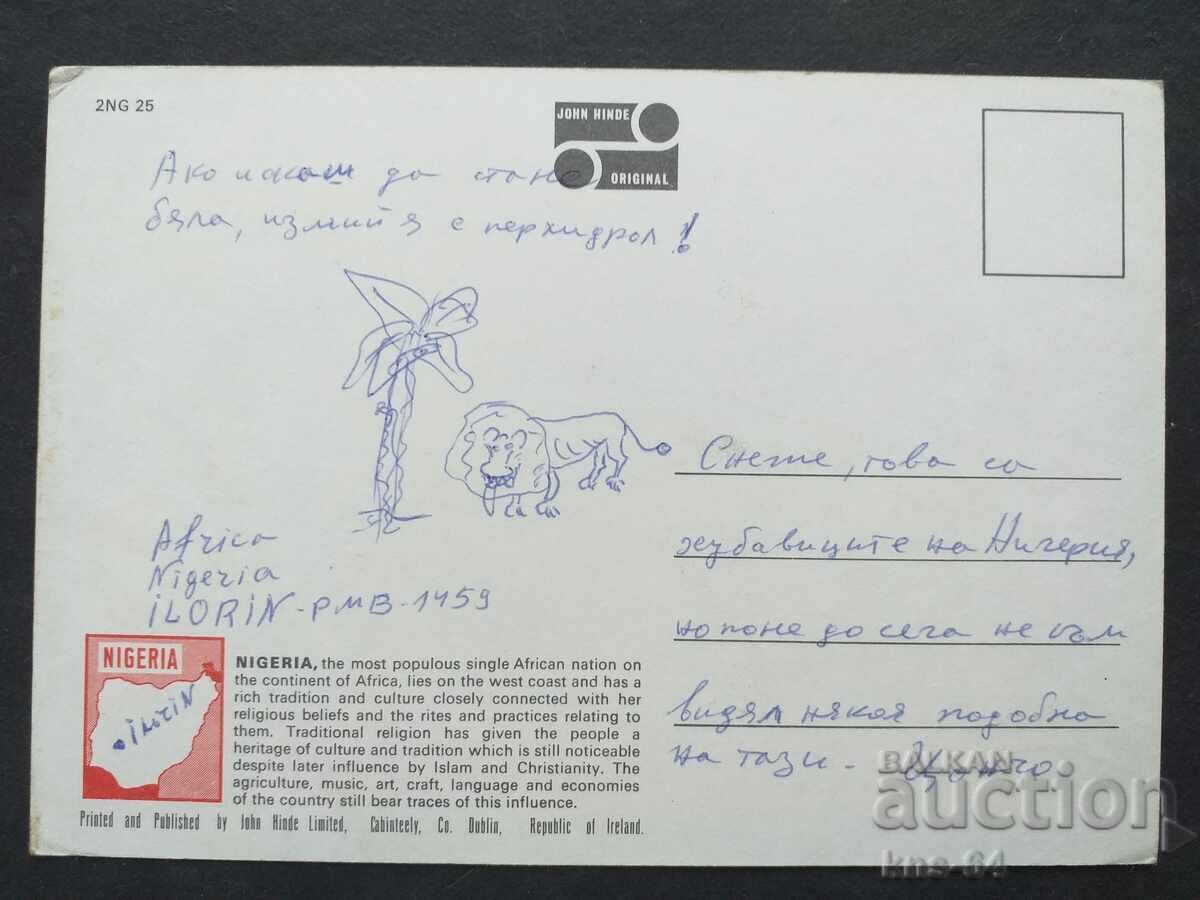 2NG 25
JOHN HINDE
ORIGINAL
Ако искаш да стане
бяла, измий я с перхидрол!
Africa
Nigeria
iLORiN-PMB-1459
NIGERIA
iLORiN
NIGERIA, the most populous single African nation on
the continent of Africa, lies on the west coast and has a
rich tradition and culture closely connected with her
religious beliefs and the rites and practices relating to
them. Traditional religion has given the people a
heritage of culture and tradition which is still noticeable
despite later influence by Islam and Christianity. The
agriculture, music, art, craft, language and economies
of the country still bear traces of this influence.
Printed and Published by John Hinde Limited, Cabinteely, Co. Dublin, Republic of Ireland.
Снеже, това са
хубавиците на Нигерия,
но поне до сега не съм
видял някоя подобна
на тази - Цончо
BALKAN
auction
kns-64